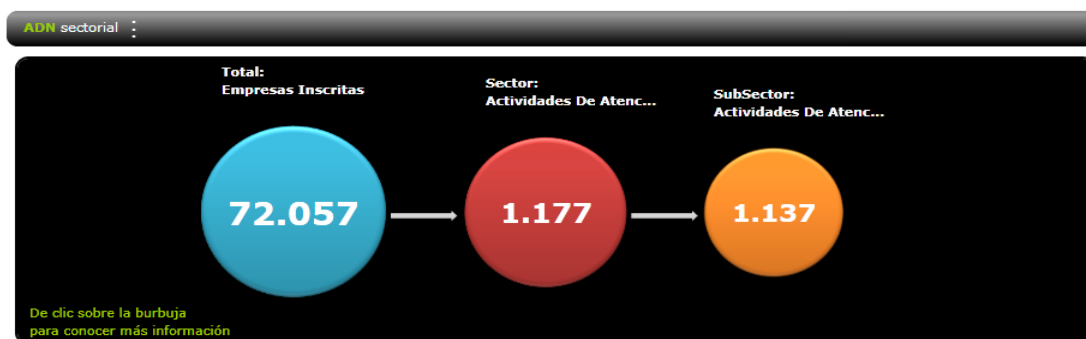 ADN sectorial
Total:
Empresas Inscritas
Sector:
Actividades De Atenc...
SubSector:
Actividades De Atenc...
72.057
1.177
1.137
De clic sobre la burbuja
para conocer más información